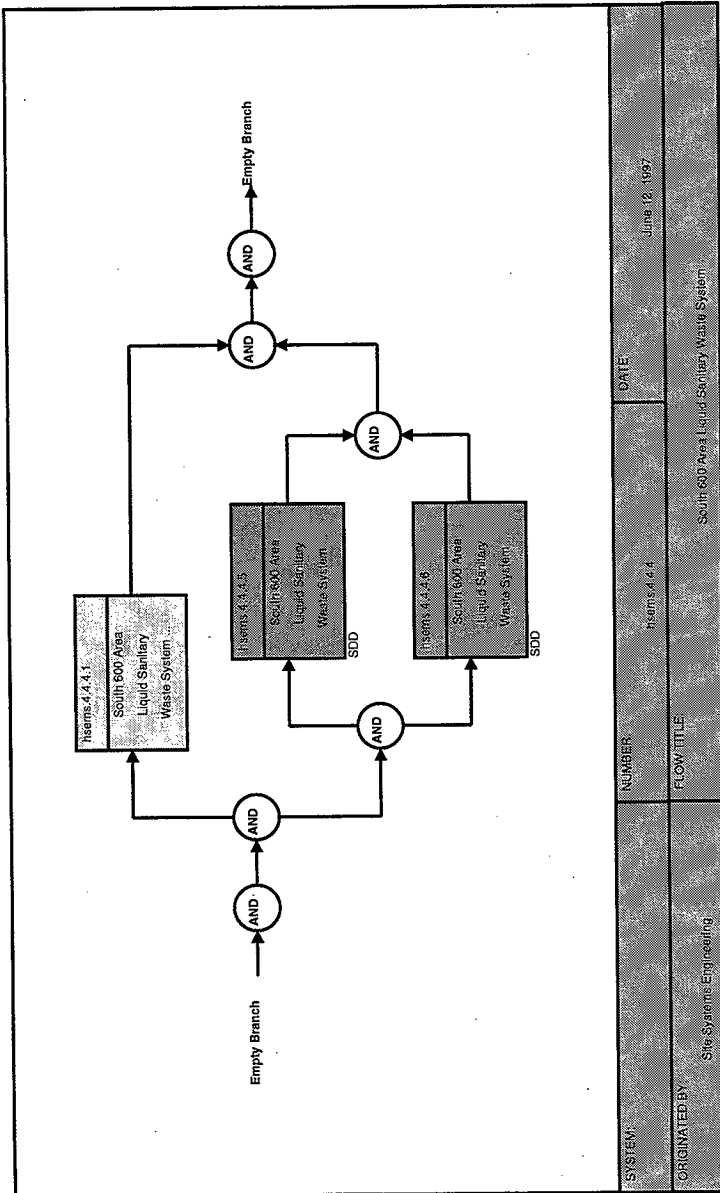 Empty Branch
AND
AND
hsems.4.4.4.1
South 600 Area
Liquid Sanitary
Waste System ...
AND
hsems.4.4.4.5
South 600 Area
Liquid Sanitary
Waste System ...
SDD
hsems.4.4.4.6
South 600 Area
Liquid Sanitary
Waste System ...
SDD
AND
AND
AND
Empty Branch
SYSTEM:
NUMBER
hsems.4.4.4
DATE
June 12, 1997
ORIGINATED BY
Site Systems Engineering
FLOW TITLE
South 600 Area Liquid Sanitary Waste System